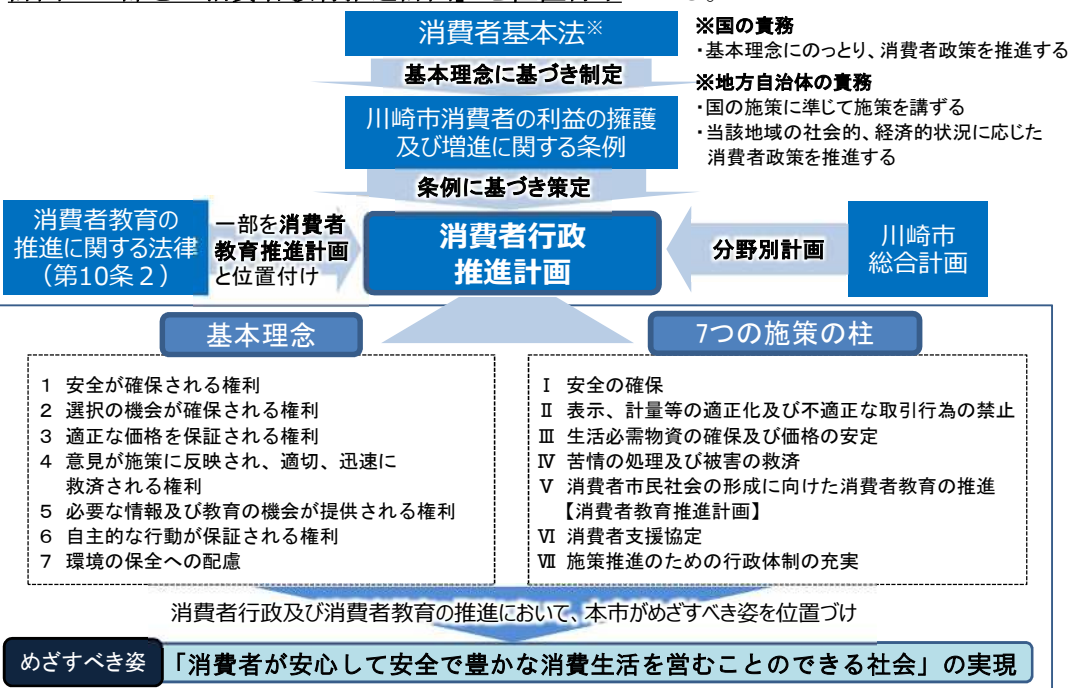 消費者基本法※
※国の責務
・基本理念にのっとり、消費者政策を推進する
基本理念に基づき制定
※地方自治体の責務
・国の施策に準じて施策を講ずる
・当該地域の社会的、経済的状況に応じた
消費者政策を推進する
川崎市消費者の利益の擁護
及び増進に関する条例
条例に基づき策定
消費者教育の
推進に関する法律
（第10条２）
一部を消費者
教育推進計画
と位置付け
消費者行政
推進計画
分野別計画
川崎市
総合計画
基本理念
1 安全が確保される権利
2 選択の機会が確保される権利
3 適正な価格を保証される権利
4 意見が施策に反映され、適切、迅速に
救済される権利
5 必要な情報及び教育の機会が提供される権利
6 自主的な行動が保証される権利
7 環境の保全への配慮
7つの施策の柱
Ⅰ 安全の確保
Ⅱ 表示、計量等の適正化及び不適正な取引行為の禁止
Ⅲ 生活必需物資の確保及び価格の安定
Ⅳ 苦情の処理及び被害の救済
Ⅴ 消費者市民社会の形成に向けた消費者教育の推進
【消費者教育推進計画】
Ⅵ 消費者支援協定
Ⅶ 施策推進のための行政体制の充実
消費者行政及び消費者教育の推進において、本市がめざすべき姿を位置づけ
めざすべき姿
「消費者が安心して安全で豊かな消費生活を営むことのできる社会」の実現